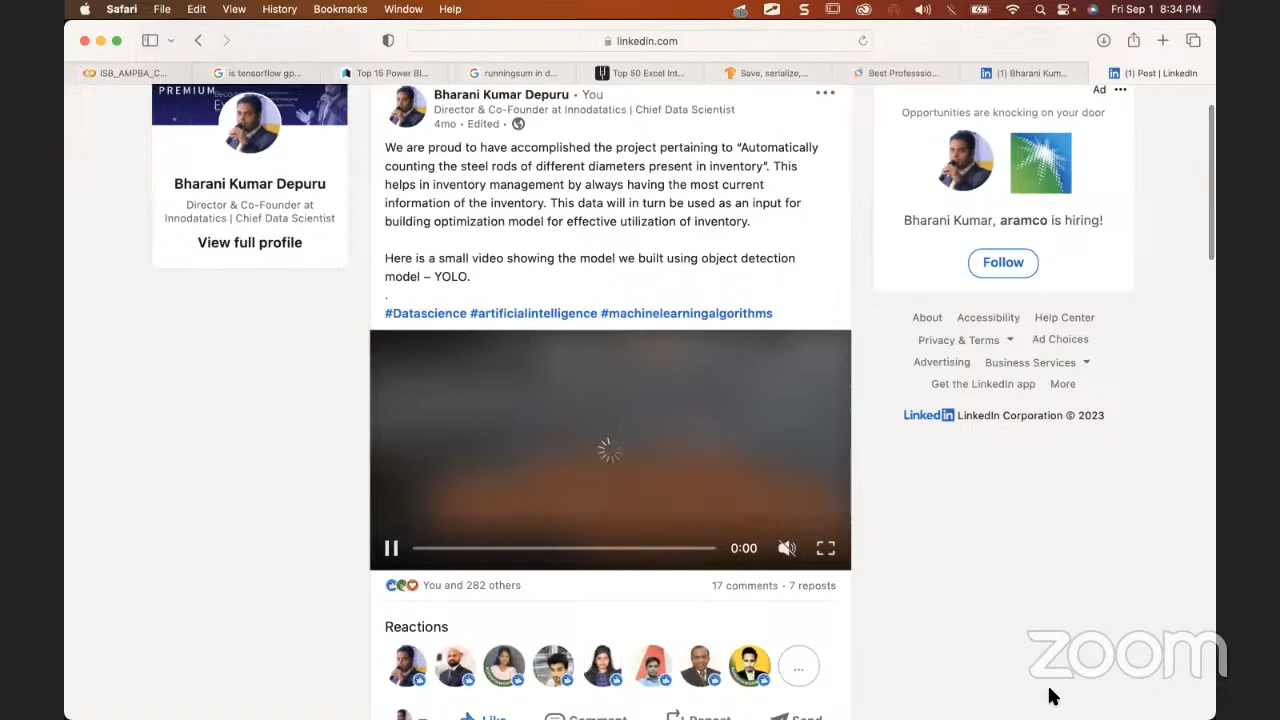 Safari File Edit View History Bookmarks Window Help Fri Sep 1 8:34 PM
linkedin.com
ISB_AMPBA_C... is tensorflow gp... Top 15 Power BI... runningsum in d... Top 50 Excel Int... Save, serialize,... Best Professsio... (1) Bharani Kum... (1) Post | LinkedIn
PREMIUM
Bharani Kumar Depuru
Director & Co-Founder at
Innodatatics | Chief Data Scientist
View full profile
Bharani Kumar Depuru • You
Director & Co-Founder at Innodatatics | Chief Data Scientist
4mo • Edited •
We are proud to have accomplished the project pertaining to “Automatically
counting the steel rods of different diameters present in inventory”. This
helps in inventory management by always having the most current
information of the inventory. This data will in turn be used as an input for
building optimization model for effective utilization of inventory.
Here is a small video showing the model we built using object detection
model – YOLO.
.
#Datascience #artificialintelligence #machinelearningalgorithms
0:00
You and 282 others 17 comments • 7 reposts
Reactions
...
Like Comment Repost Send
Ad
Opportunities are knocking on your door
Bharani Kumar, aramco is hiring!
Follow
About Accessibility Help Center
Privacy & Terms Ad Choices
Advertising Business Services
Get the LinkedIn app More
LinkedIn LinkedIn Corporation © 2023
zoom